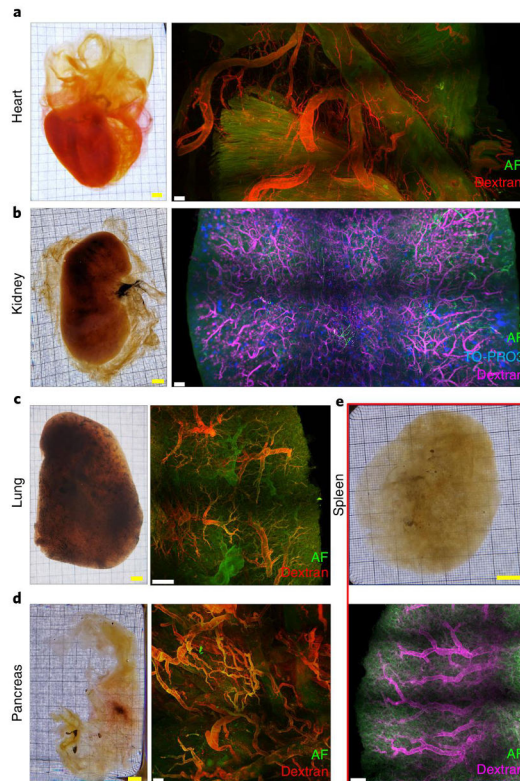 a
Heart
AF
Dextran
b
Kidney
AF
TO-PRO3
Dextran
c
Lung
AF
Dextran
e
Spleen
d
Pancreas
AF
Dextran
AF
Dextran